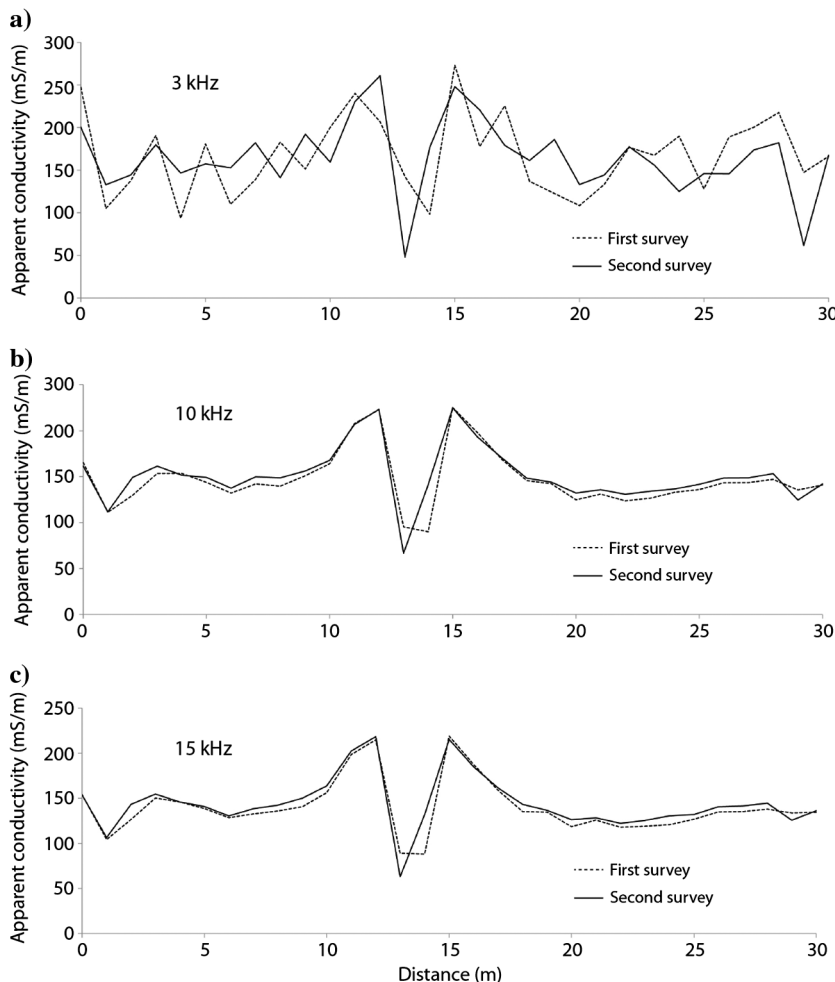 a)
Apparent conductivity (mS/m)
300
250
200
150
100
50
0
3 kHz
First survey
Second survey
0 5 10 15 20 25 30
b)
Apparent conductivity (mS/m)
300
250
200
150
100
50
0
10 kHz
First survey
Second survey
0 5 10 15 20 25 30
c)
Apparent conductivity (mS/m)
250
200
150
100
50
0
15 kHz
First survey
Second survey
0 5 10 15 20 25 30
Distance (m)